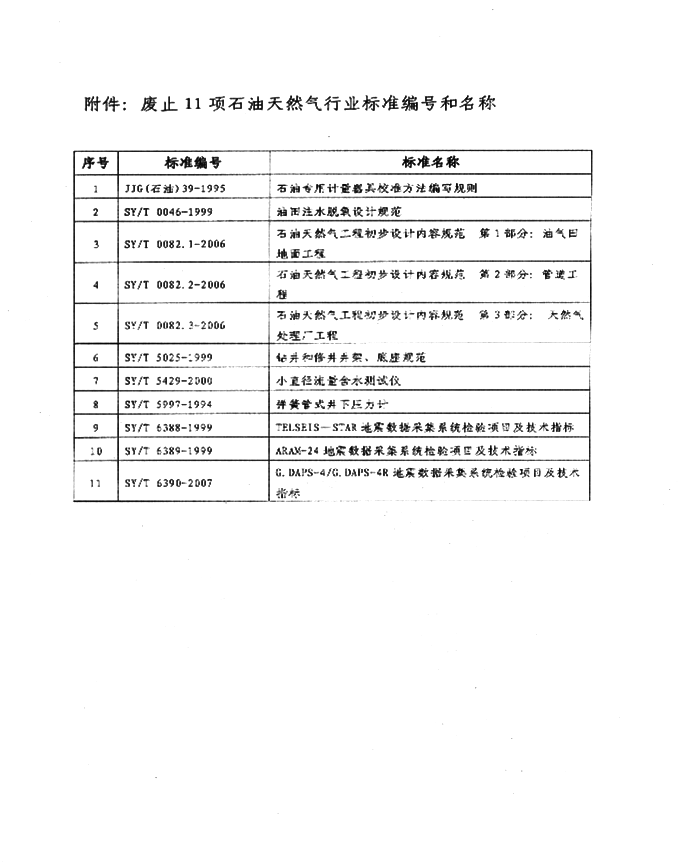 附件: 废止 11 项石油天然气行业标准编号和名称
序号 标准编号 标准名称
1 JJG(石油)39-1995 石油专用计量器具校准方法编写规则
2 SY/T 0046-1999 油田注水脱氧设计规范
3 SY/T 0082.1-2006 石油天然气工程初步设计内容规范 第 1 部分: 油气田
地面工程
4 SY/T 0082.2-2006 石油天然气工程初步设计内容规范 第 2 部分: 管道工
程
5 SY/T 0082.3-2006 石油天然气工程初步设计内容规范 第 3 部分: 天然气
处理厂工程
6 SY/T 5025-1999 钻井和修井井架、底座规范
7 SY/T 5429-2000 小直径流量含水测试仪
8 SY/T 5997-1994 弹簧管式井下压力计
9 SY/T 6388-1999 TELSEIS—STAR 地震数据采集系统检验项目及技术指标
10 SY/T 6389-1999 ARAM-24 地震数据采集系统检验项目及技术指标
11 SY/T 6390-2007 G.DAPS-4/G.DAPS-4R 地震数据采集系统检验项目及技术
指标